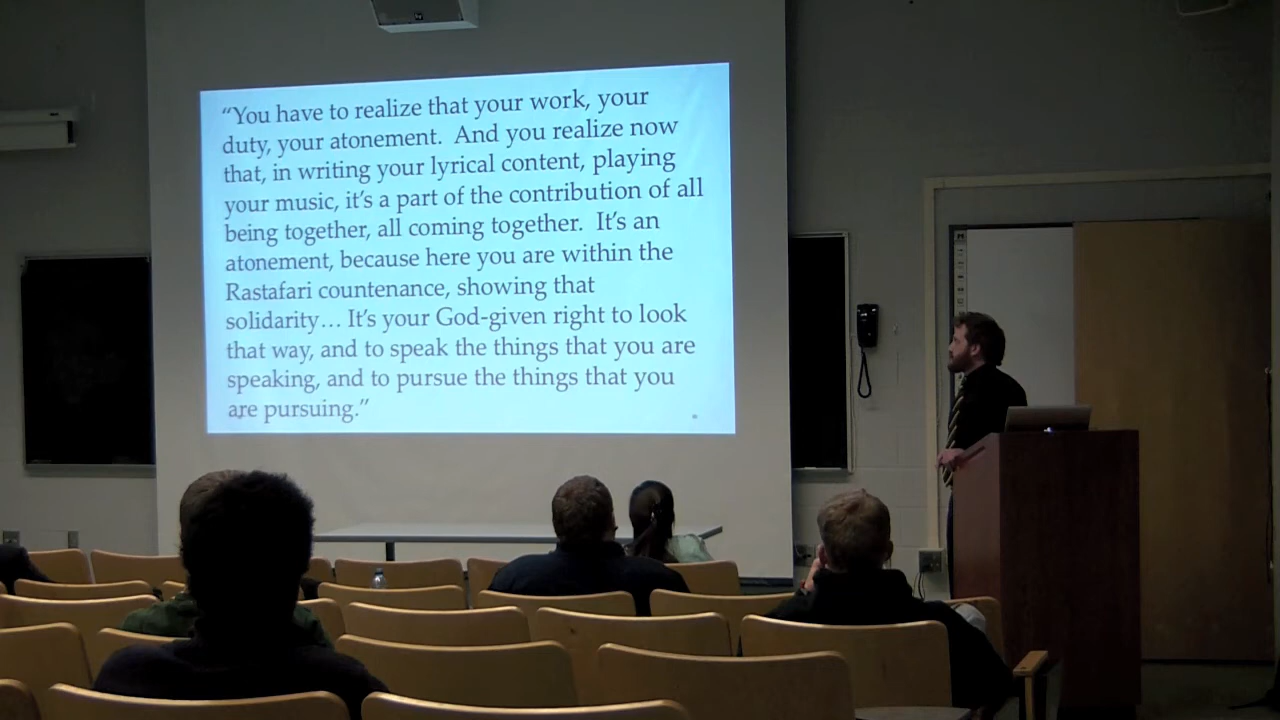 “You have to realize that your work, your
duty, your atonement.  And you realize now
that, in writing your lyrical content, playing
your music, it’s a part of the contribution of all
being together, all coming together.  It’s an
atonement, because here you are within the
Rastafari countenance, showing that
solidarity… It’s your God-given right to look
that way, and to speak the things that you are
speaking, and to pursue the things that you
are pursuing.”